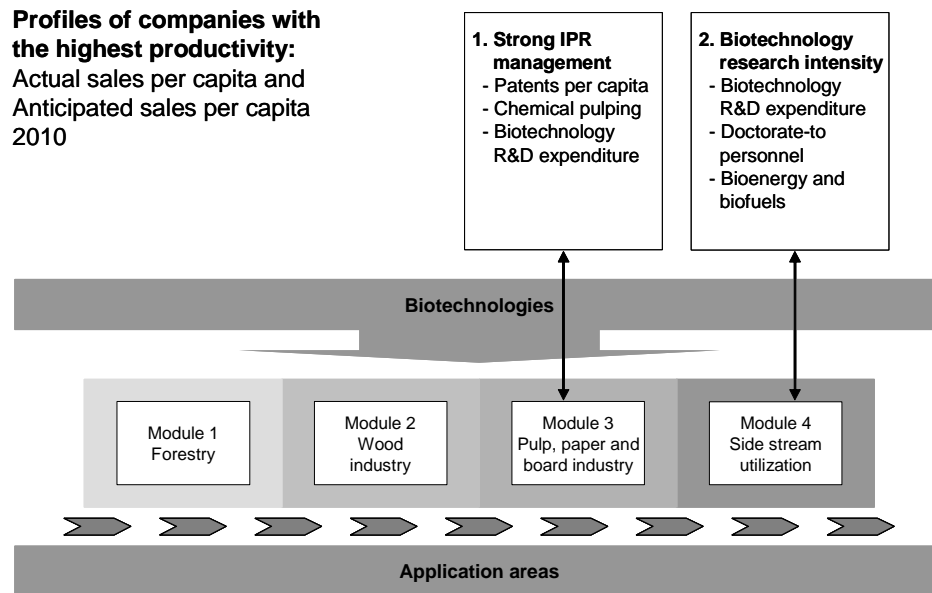 Profiles of companies with
the highest productivity:
Actual sales per capita and
Anticipated sales per capita
2010
1. Strong IPR
management
- Patents per capita
- Chemical pulping
- Biotechnology
R&D expenditure
2. Biotechnology
research intensity
- Biotechnology
R&D expenditure
- Doctorate-to
personnel
- Bioenergy and
biofuels
Biotechnologies
Module 1
Forestry
Module 2
Wood
industry
Module 3
Pulp, paper and
board industry
Module 4
Side stream
utilization
Application areas